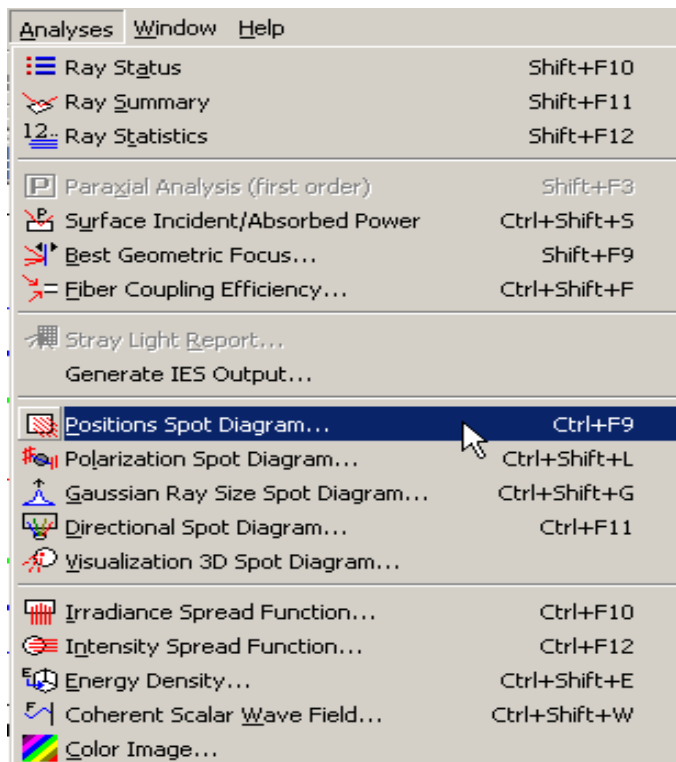 Analyses Window Help
Ray Status Shift+F10
Ray Summary Shift+F11
Ray Statistics Shift+F12
Paraxial Analysis (first order) Shift+F3
Surface Incident/Absorbed Power Ctrl+Shift+S
Best Geometric Focus... Shift+F9
Fiber Coupling Efficiency... Ctrl+Shift+F
Stray Light Report...
Generate IES Output...
Positions Spot Diagram... Ctrl+F9
Polarization Spot Diagram... Ctrl+Shift+L
Gaussian Ray Size Spot Diagram... Ctrl+Shift+G
Directional Spot Diagram... Ctrl+F11
Visualization 3D Spot Diagram...
Irradiance Spread Function... Ctrl+F10
Intensity Spread Function... Ctrl+F12
Energy Density... Ctrl+Shift+E
Coherent Scalar Wave Field... Ctrl+Shift+W
Color Image...